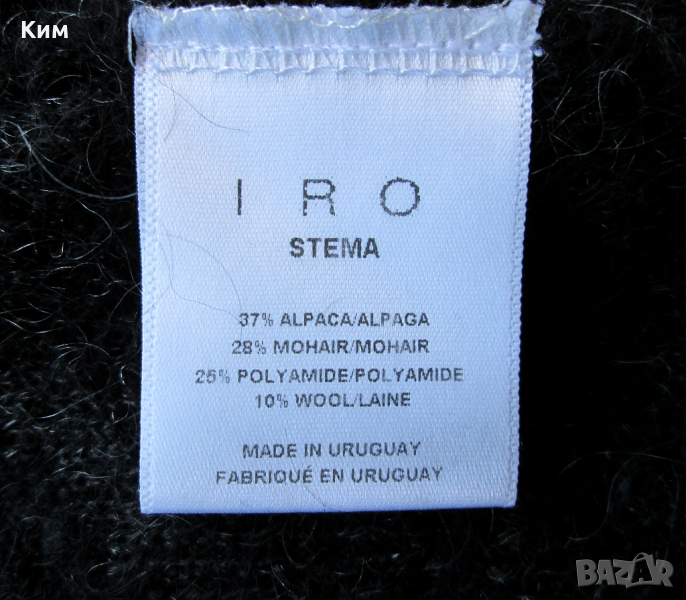 Ким
I R O
STEMA
37% ALPACA/ALPAGA
28% MOHAIR/MOHAIR
25% POLYAMIDE/POLYAMIDE
10% WOOL/LAINE
MADE IN URUGUAY
FABRIQUÉ EN URUGUAY
BAZAR